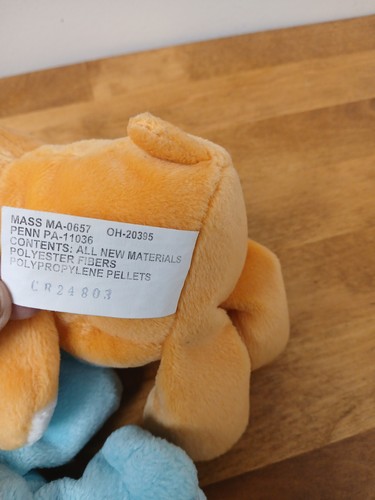 MASS MA-0657 OH-20395
PENN PA-11036
CONTENTS: ALL NEW MATERIALS
POLYESTER FIBERS
POLYPROPYLENE PELLETS
CR24803